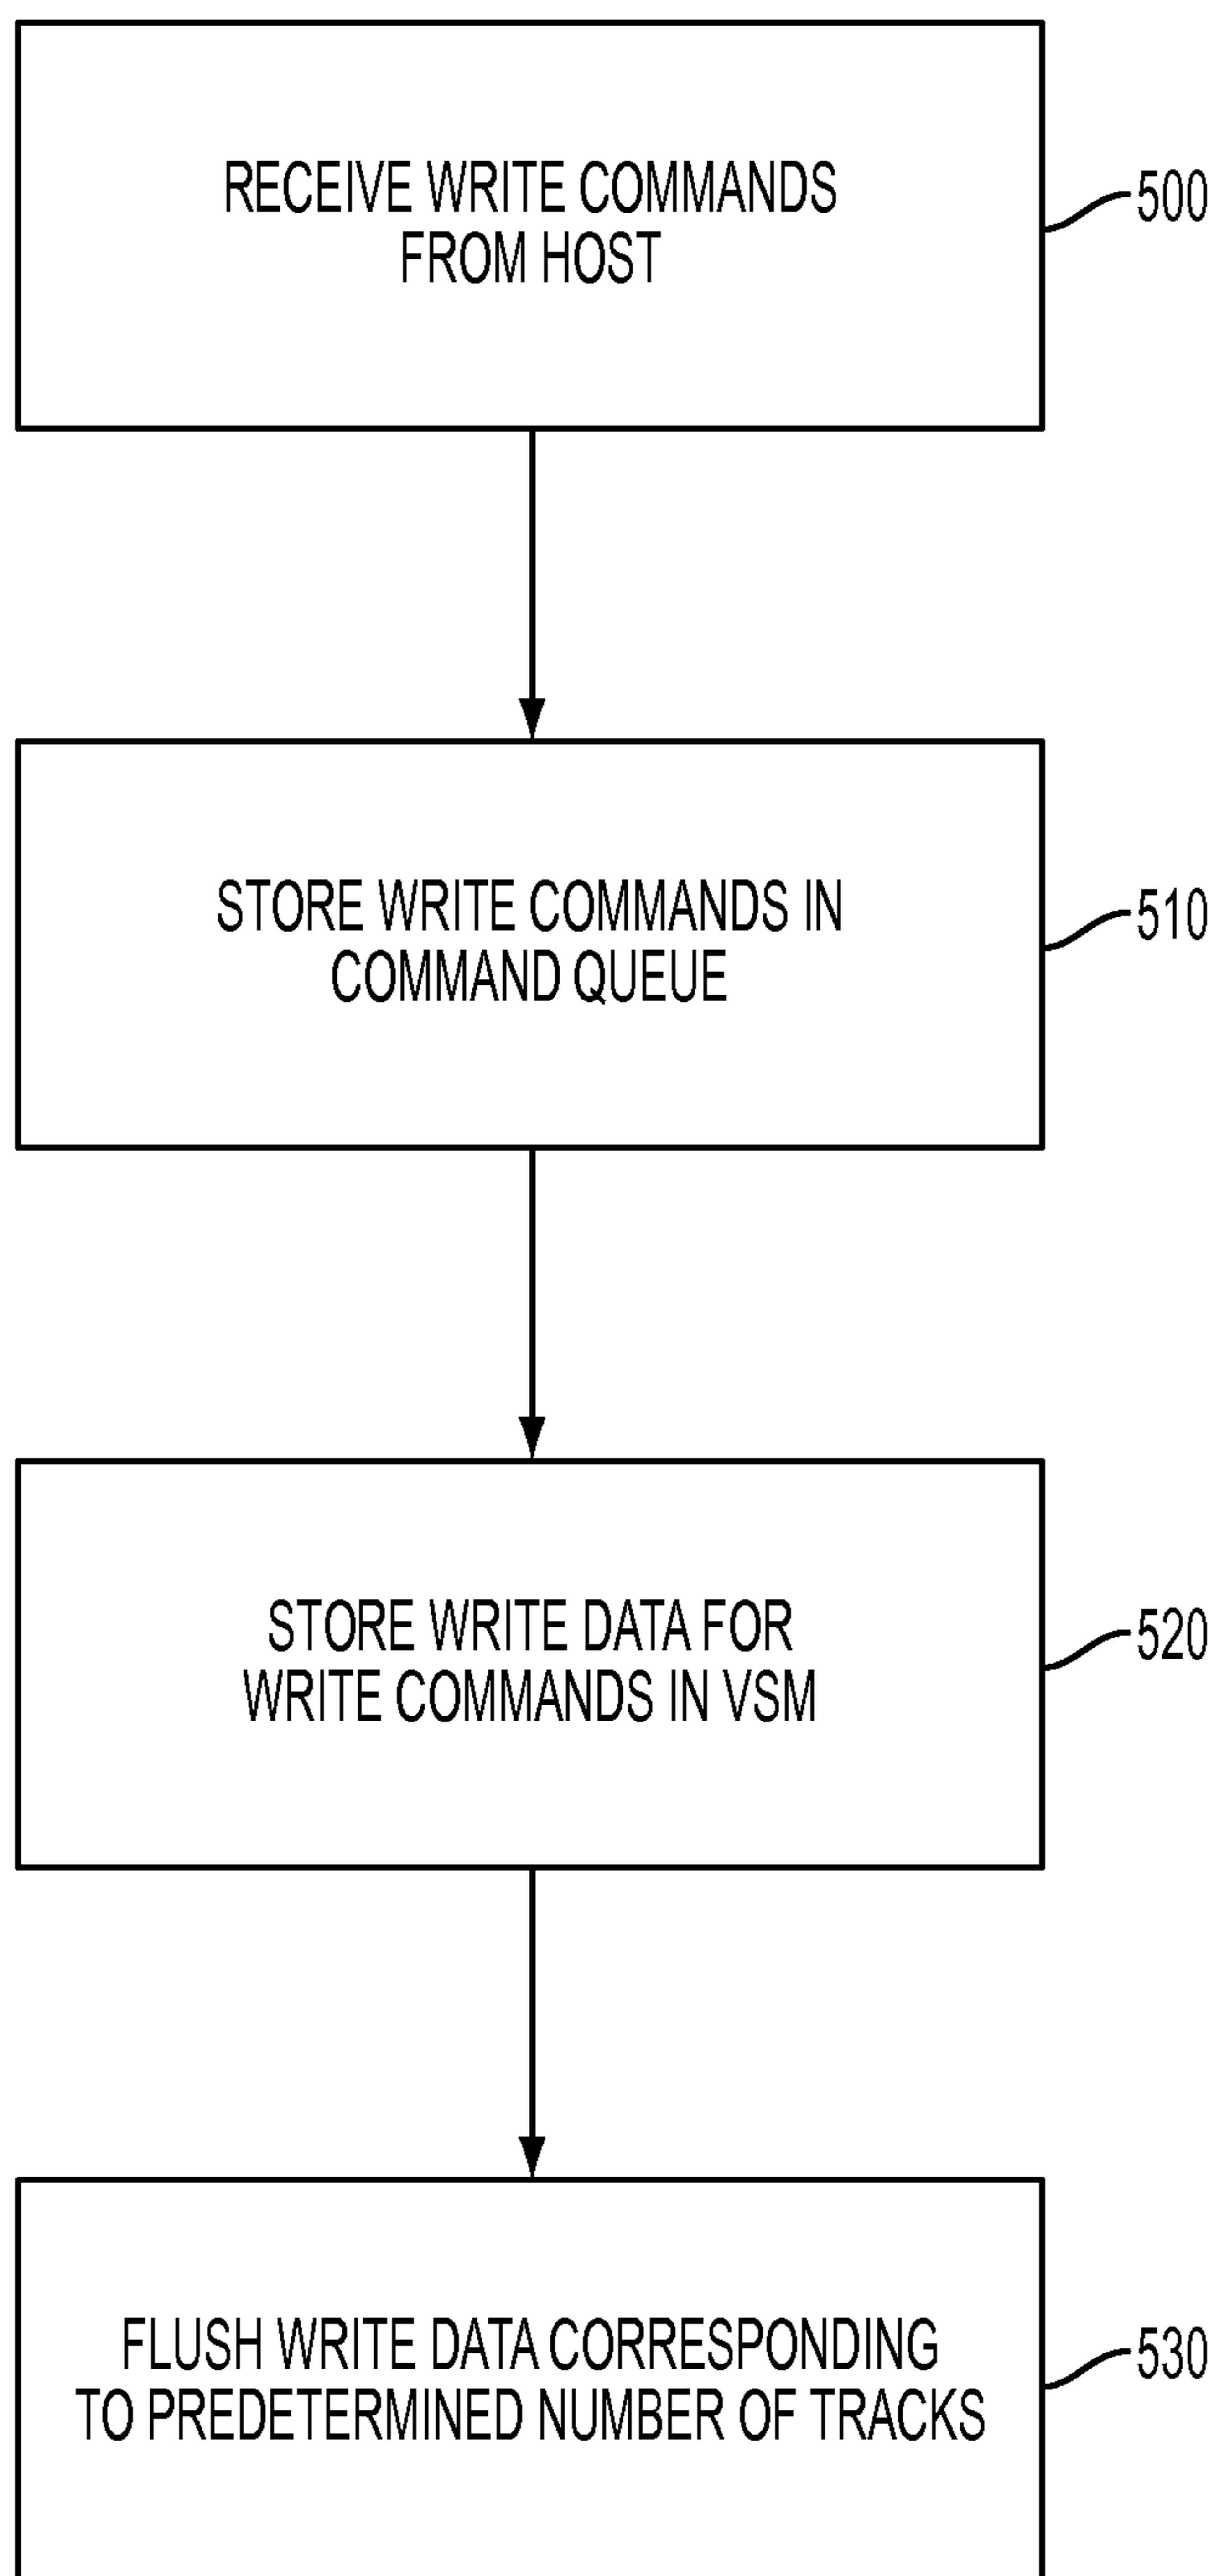 RECEIVE WRITE COMMANDS
FROM HOST
500
STORE WRITE COMMANDS IN
COMMAND QUEUE
510
STORE WRITE DATA FOR
WRITE COMMANDS IN VSM
520
FLUSH WRITE DATA CORRESPONDING
TO PREDETERMINED NUMBER OF TRACKS
530